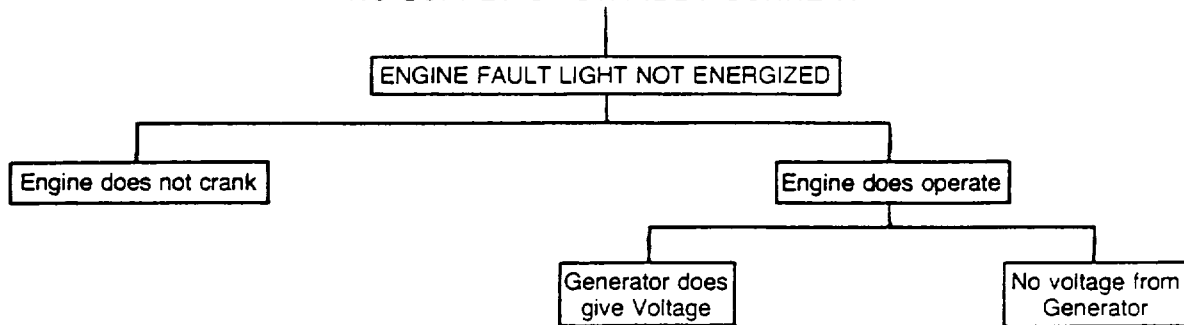 ENGINE FAULT LIGHT NOT ENERGIZED
Engine does not crank
Engine does operate
Generator does
give Voltage
No voltage from
Generator